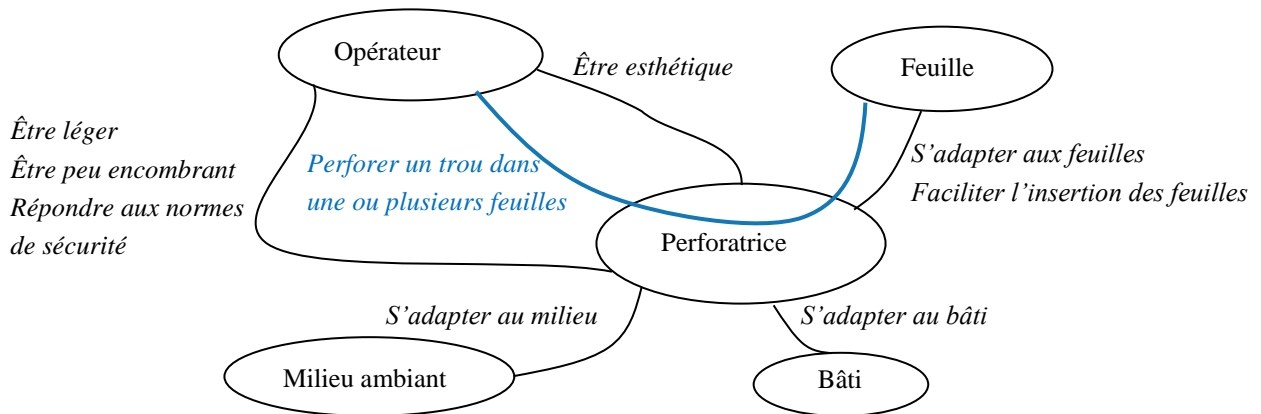 Opérateur
Être esthétique
Feuille
Être léger
Être peu encombrant
Répondre aux normes
de sécurité
Perforer un trou dans
une ou plusieurs feuilles
S’adapter aux feuilles
Faciliter l’insertion des feuilles
Perforatrice
S’adapter au milieu
S’adapter au bâti
Milieu ambiant
Bâti